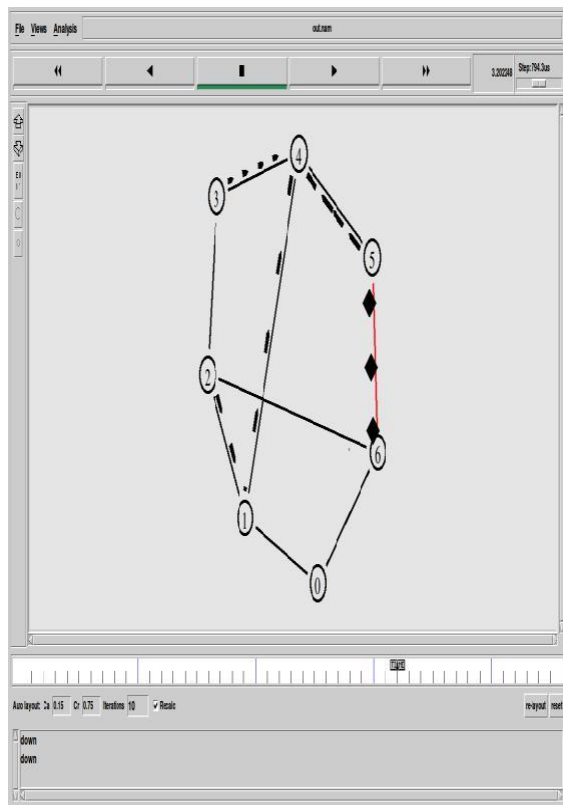 File Views Analysis out.nam
3.202248 Step:794.3us
4
3
5
2
6
1
0
Auto layout: Ca 0.15 Cr 0.75 Iterations 10 Recalc re-layout reset
down
down